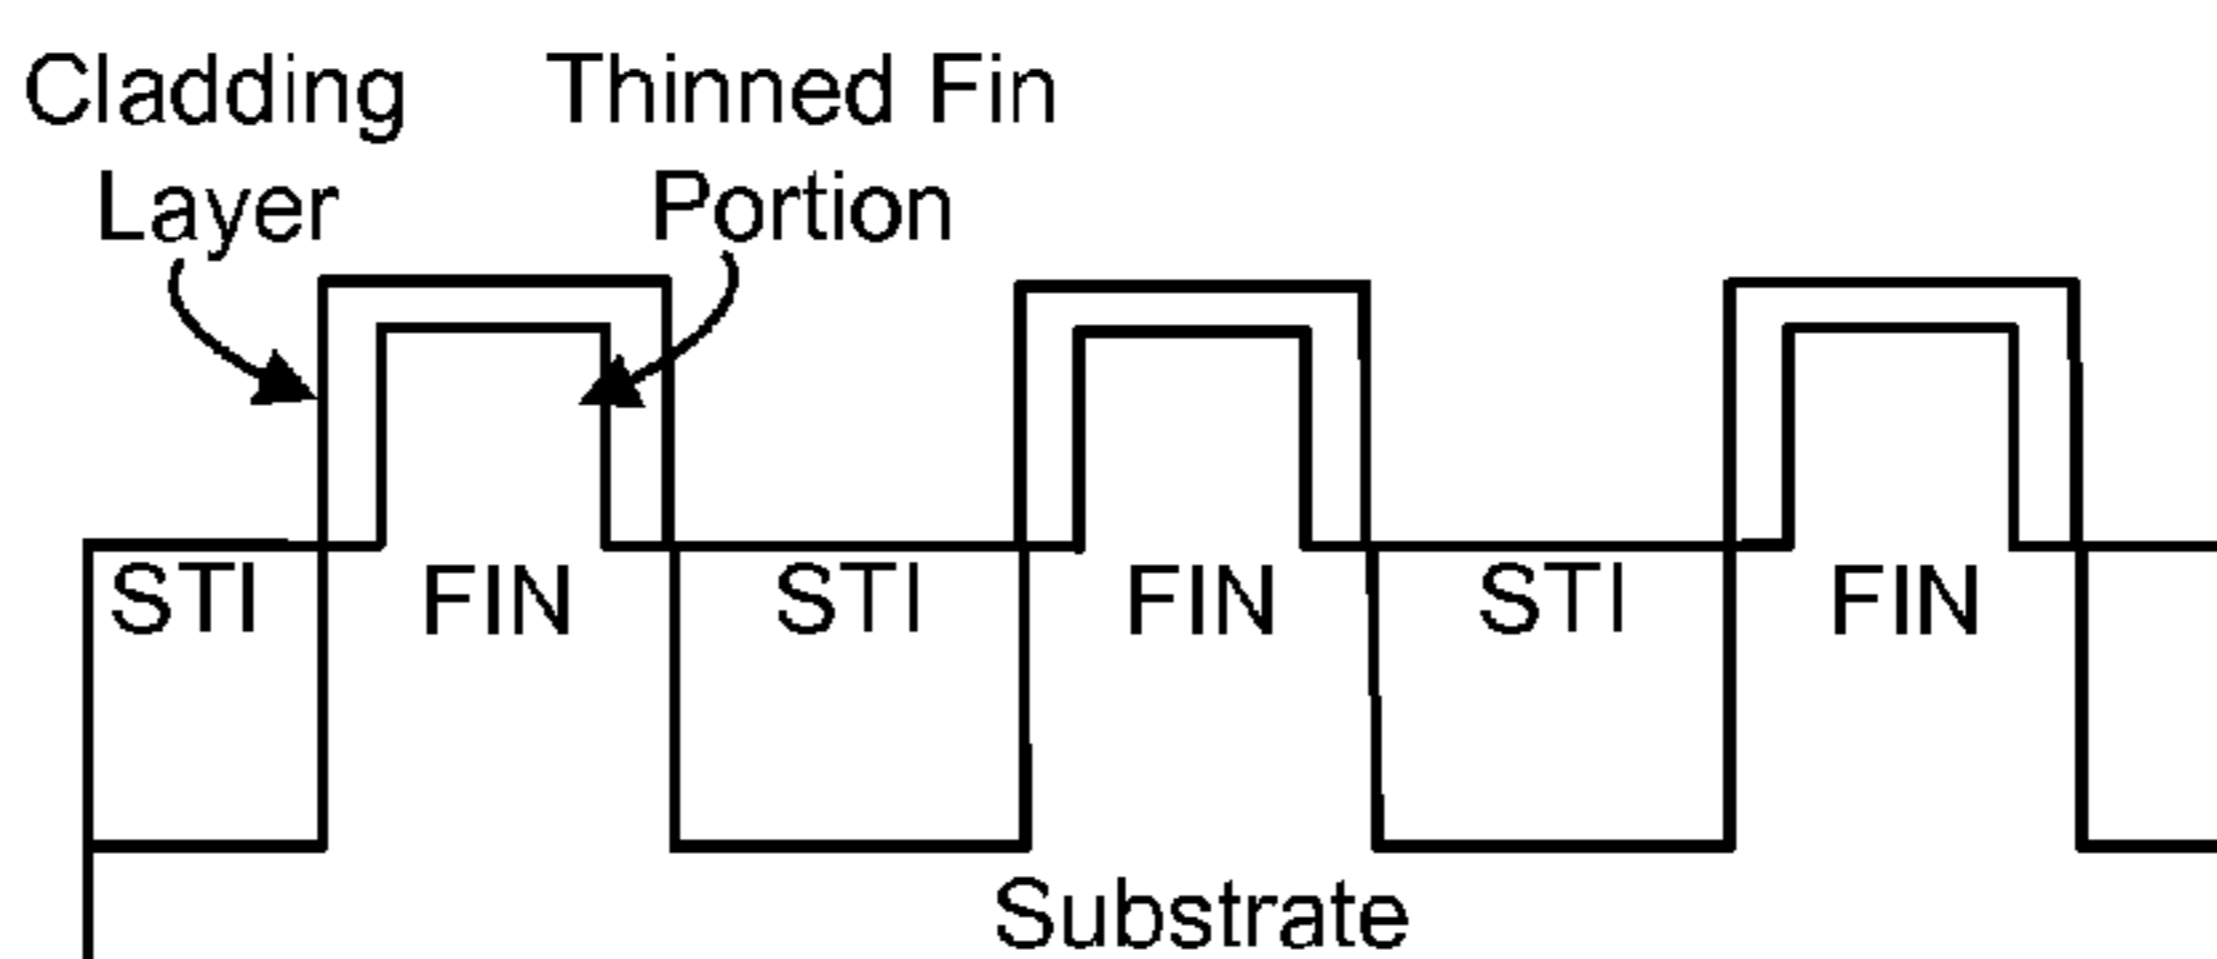 Cladding
Layer
Thinned Fin
Portion
STI
FIN
STI
FIN
STI
FIN
Substrate